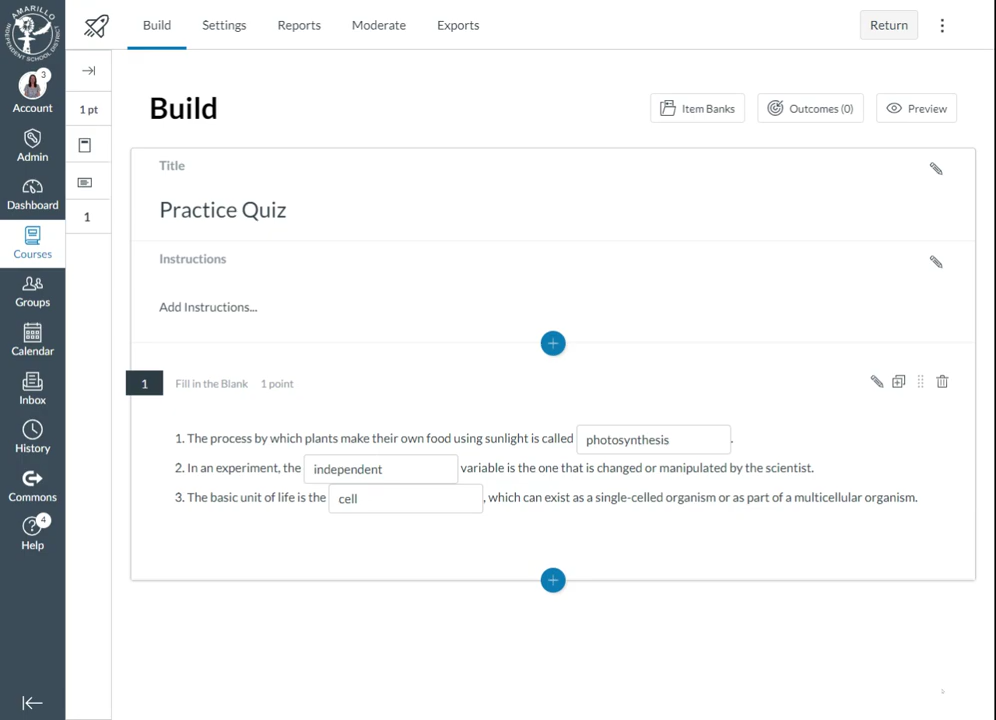 AMARILLO
INDEPENDENT SCHOOL DISTRICT
Build Settings Reports Moderate Exports Return
3
Account
1 pt
Build
Item Banks Outcomes (0) Preview
Admin
Title
Dashboard
Practice Quiz
1
Courses
Instructions
Groups
Add Instructions...
Calendar
1 Fill in the Blank 1 point
Inbox
1. The process by which plants make their own food using sunlight is called photosynthesis.
History
2. In an experiment, the independent variable is the one that is changed or manipulated by the scientist.
3. The basic unit of life is the cell, which can exist as a single-celled organism or as part of a multicellular organism.
Commons
4
Help